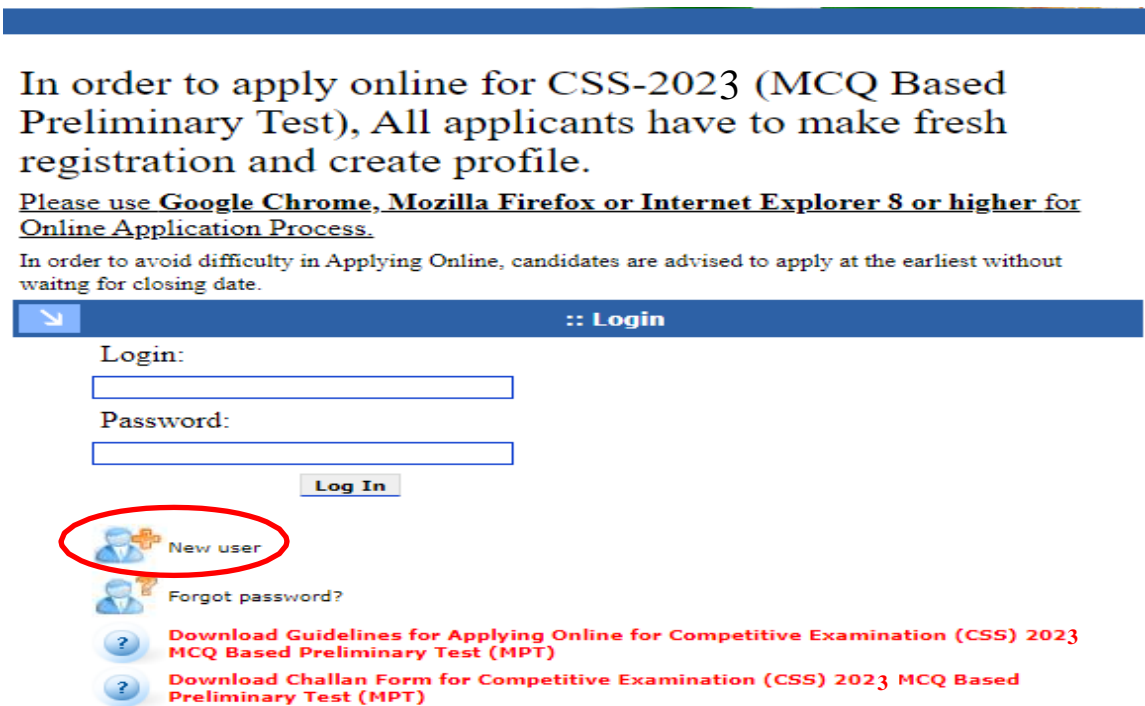 In order to apply online for CSS-2023 (MCQ Based
Preliminary Test), All applicants have to make fresh
registration and create profile.
Please use Google Chrome, Mozilla Firefox or Internet Explorer 8 or higher for
Online Application Process.
In order to avoid difficulty in Applying Online, candidates are advised to apply at the earliest without
waitng for closing date.
:: Login
Login:
Password:
Log In
New user
Forgot password?
Download Guidelines for Applying Online for Competitive Examination (CSS) 2023
MCQ Based Preliminary Test (MPT)
Download Challan Form for Competitive Examination (CSS) 2023 MCQ Based
Preliminary Test (MPT)